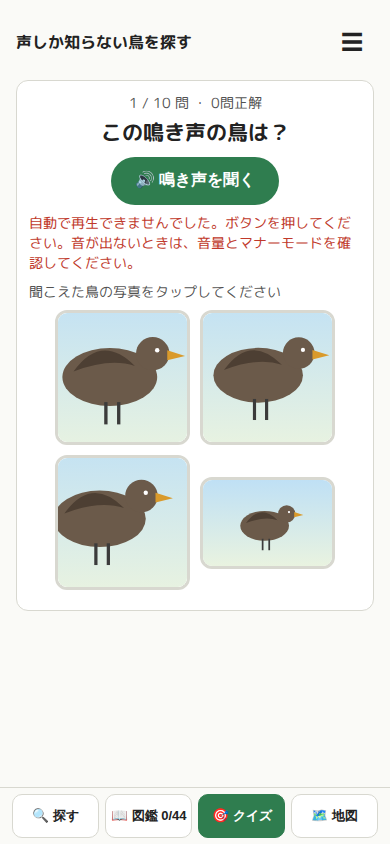 声しか知らない鳥を探す
☰
1 / 10 問 ・ 0問正解
この鳴き声の鳥は？
🔊 鳴き声を聞く
自動で再生できませんでした。ボタンを押してくだ
さい。音が出ないときは、音量とマナーモードを確
認してください。
聞こえた鳥の写真をタップしてください
🔍 探す
📖 図鑑 0/44
🎯 クイズ
🗺️ 地図